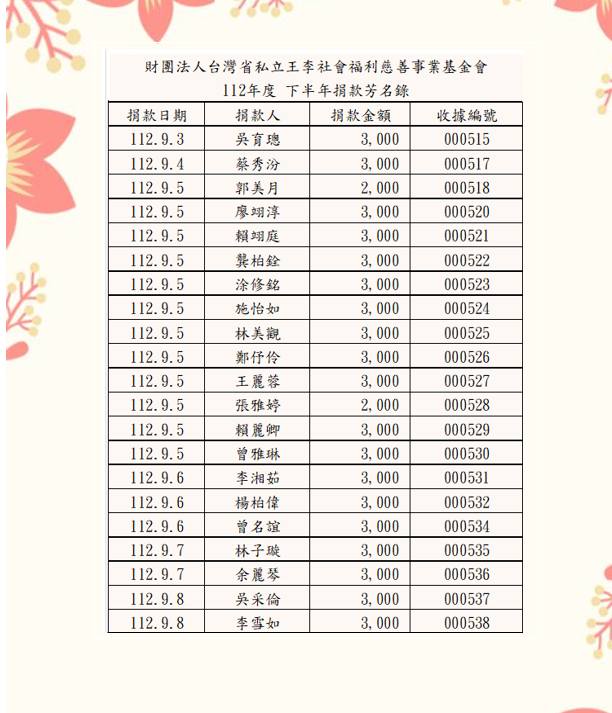 財團法人台灣省私立王李社會福利慈善事業基金會
112年度 下半年捐款芳名錄
捐款日期 捐款人 捐款金額 收據編號
112.9.3 吳育璁 3,000 000515
112.9.4 蔡秀汾 3,000 000517
112.9.5 郭美月 2,000 000518
112.9.5 廖翊淳 3,000 000520
112.9.5 賴翊庭 3,000 000521
112.9.5 龔柏銓 3,000 000522
112.9.5 涂修銘 3,000 000523
112.9.5 施怡如 3,000 000524
112.9.5 林美觀 3,000 000525
112.9.5 鄭伃伶 3,000 000526
112.9.5 王麗蓉 3,000 000527
112.9.5 張雅婷 2,000 000528
112.9.5 賴麗卿 3,000 000529
112.9.5 曾雅琳 3,000 000530
112.9.6 李湘茹 3,000 000531
112.9.6 楊柏偉 3,000 000532
112.9.6 曾名誼 3,000 000534
112.9.7 林子璇 3,000 000535
112.9.7 余麗琴 3,000 000536
112.9.8 吳采倫 3,000 000537
112.9.8 李雪如 3,000 000538